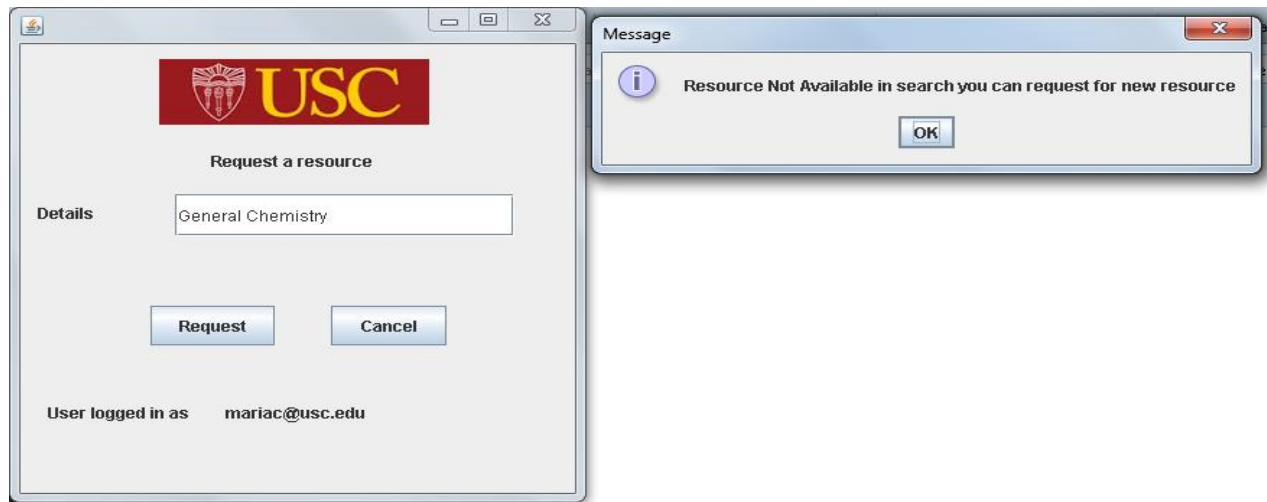 USC
Request a resource
Details
General Chemistry
Request
Cancel
User logged in as mariac@usc.edu
Message
Resource Not Available in search you can request for new resource
OK